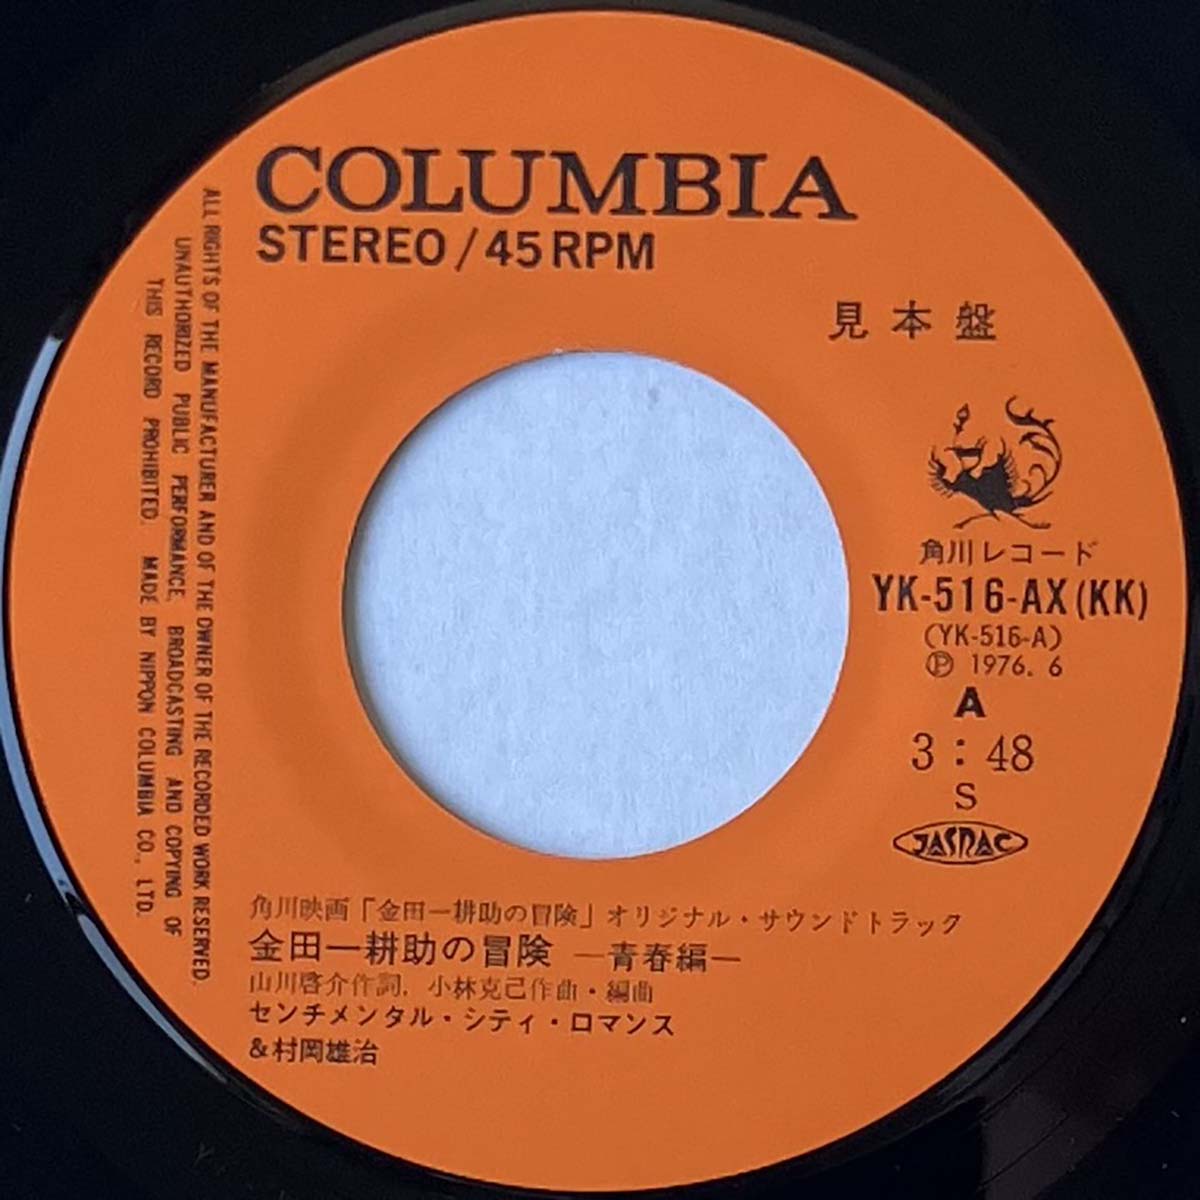 COLUMBIA
STEREO / 45 RPM
見本盤
角川レコード
YK-516-AX (KK)
(YK-516-A)
Ⓟ 1976. 6
A
3 : 48
S
JASRAC
ALL RIGHTS OF THE MANUFACTURER AND OF THE OWNER OF THE RECORDED WORK RESERVED.
UNAUTHORIZED PUBLIC PERFORMANCE, BROADCASTING AND COPYING OF
THIS RECORD PROHIBITED. MADE BY NIPPON COLUMBIA CO., LTD.
角川映画「金田一耕助の冒険」オリジナル・サウンドトラック
金田一耕助の冒険 —青春編—
山川啓介作詞, 小林克己作曲・編曲
センチメンタル・シティ・ロマンス
&村岡雄治